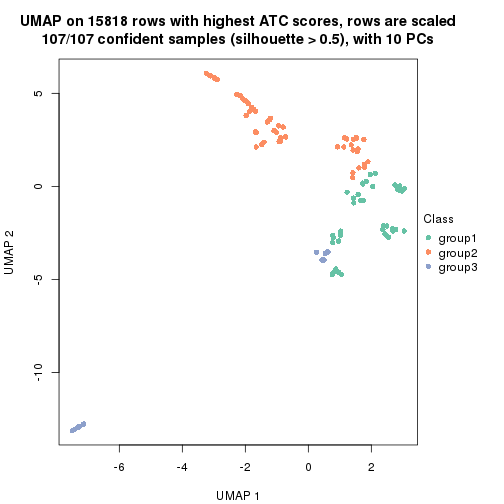 UMAP on 15818 rows with highest ATC scores, rows are scaled
107/107 confident samples (silhouette > 0.5), with 10 PCs
5
0
-5
-10
UMAP 2
-6
-4
-2
0
2
UMAP 1
Class
group1
group2
group3